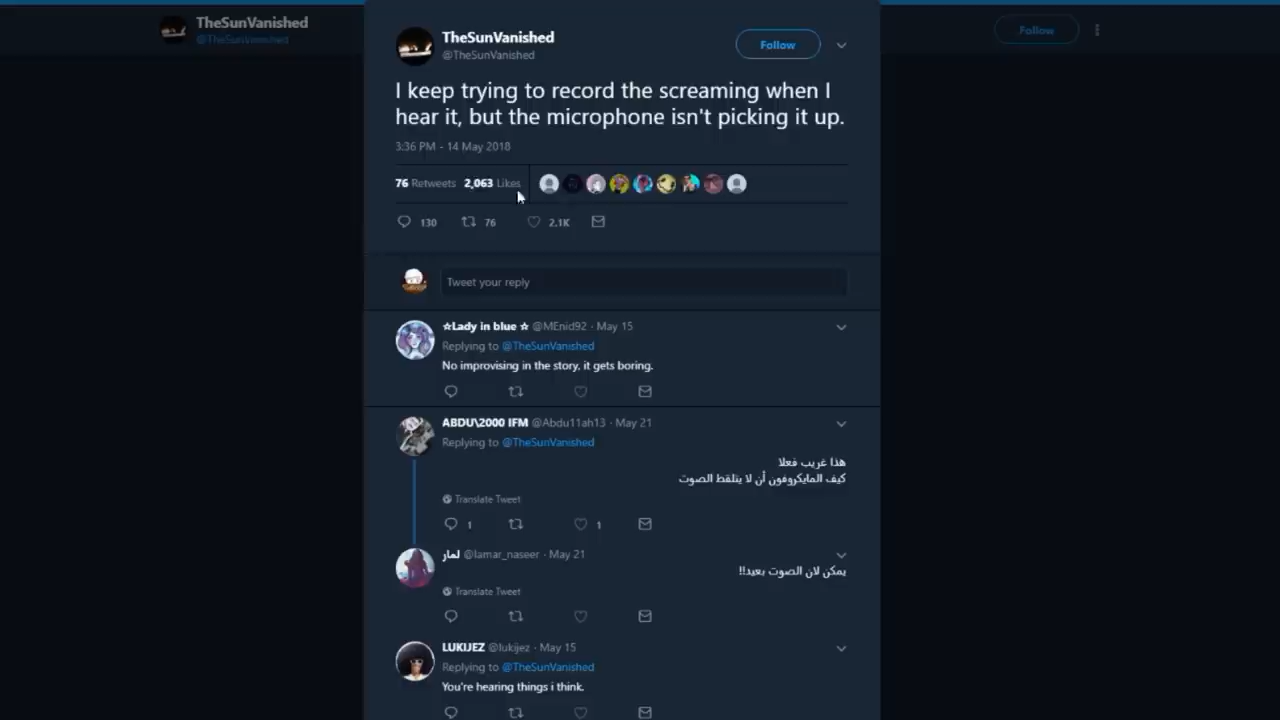 TheSunVanished
@TheSunVanished
Follow
TheSunVanished
@TheSunVanished
Follow
I keep trying to record the screaming when I
hear it, but the microphone isn't picking it up.
3:36 PM - 14 May 2018
76 Retweets 2,063 Likes
130 76 2.1K
Tweet your reply
☆Lady in blue ☆ @MEnid92 · May 15
Replying to @TheSunVanished
No improvising in the story, it gets boring.
ABDU\2000 IFM @Abdu11ah13 · May 21
Replying to @TheSunVanished
هذا غريب فعلا
كيف المايكروفون أن لا يتلقط الصوت
Translate Tweet
1 1
لمار @lamar_naseer · May 21
يمكن لان الصوت بعيد!!
Translate Tweet
LUKIJEZ @lukijez · May 15
Replying to @TheSunVanished
You're hearing things i think.